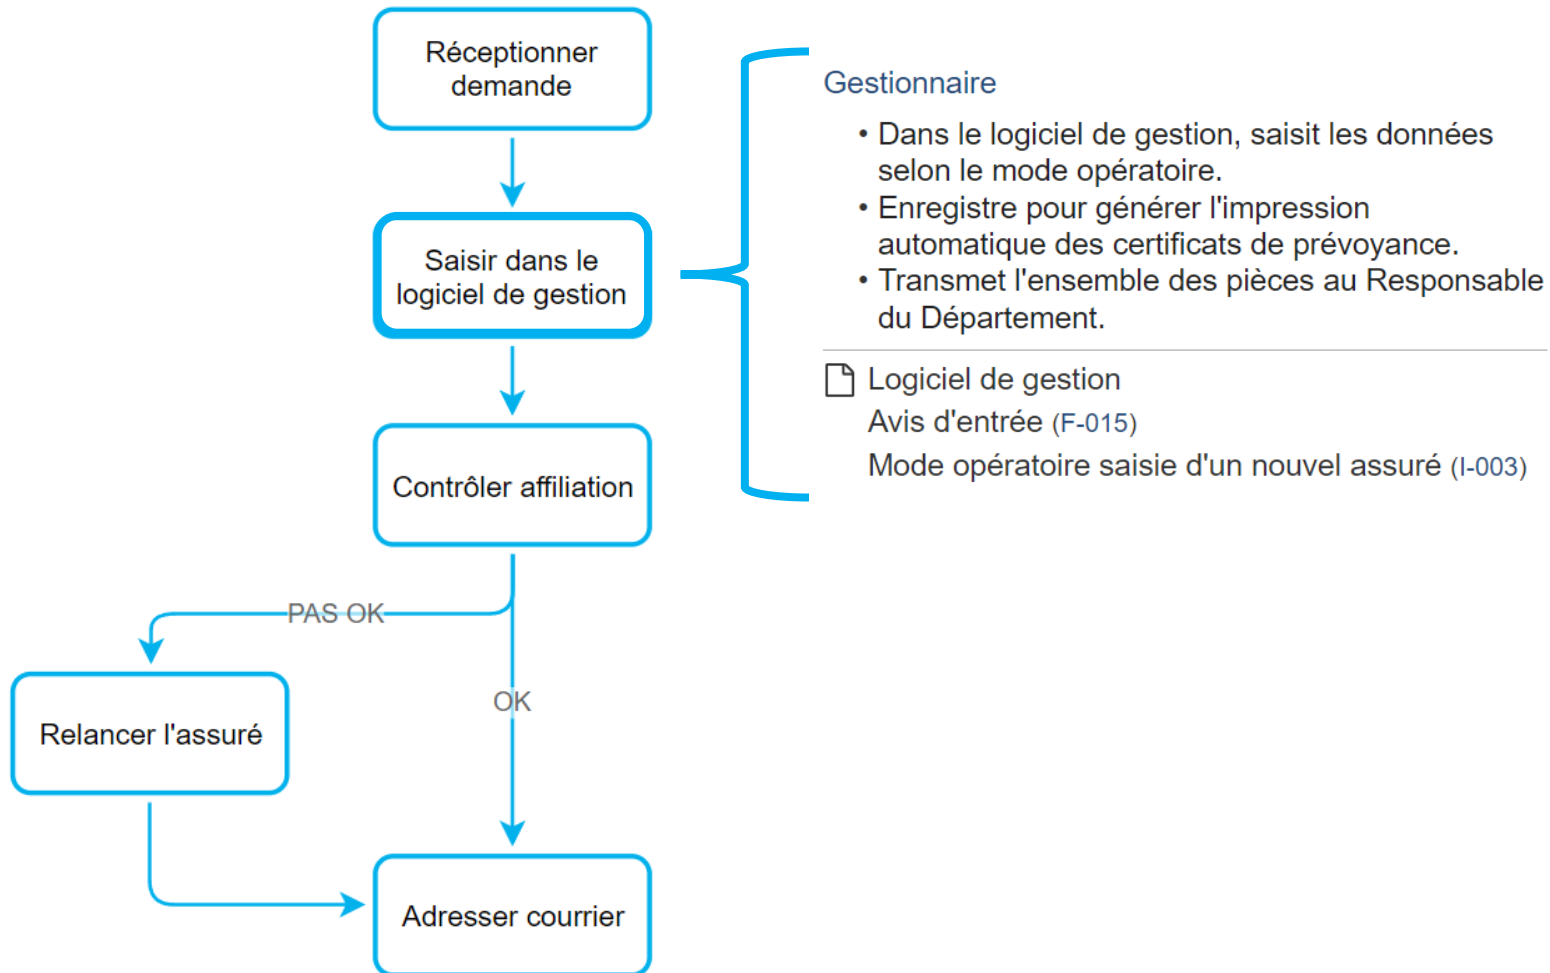 Réceptionner
demande
Saisir dans le
logiciel de gestion
Gestionnaire
• Dans le logiciel de gestion, saisit les données
selon le mode opératoire.
• Enregistre pour générer l'impression
automatique des certificats de prévoyance.
• Transmet l'ensemble des pièces au Responsable
du Département.
Logiciel de gestion
Avis d'entrée (F-015)
Mode opératoire saisie d'un nouvel assuré (I-003)
Contrôler affiliation
PAS OK
OK
Relancer l'assuré
Adresser courrier